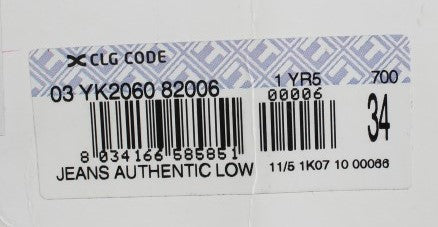 CLG CODE
03 YK2060 82006 1 YR5 700
00006
34
8 034166 585851
JEANS AUTHENTIC LOW 11/5 1K07 10 00066